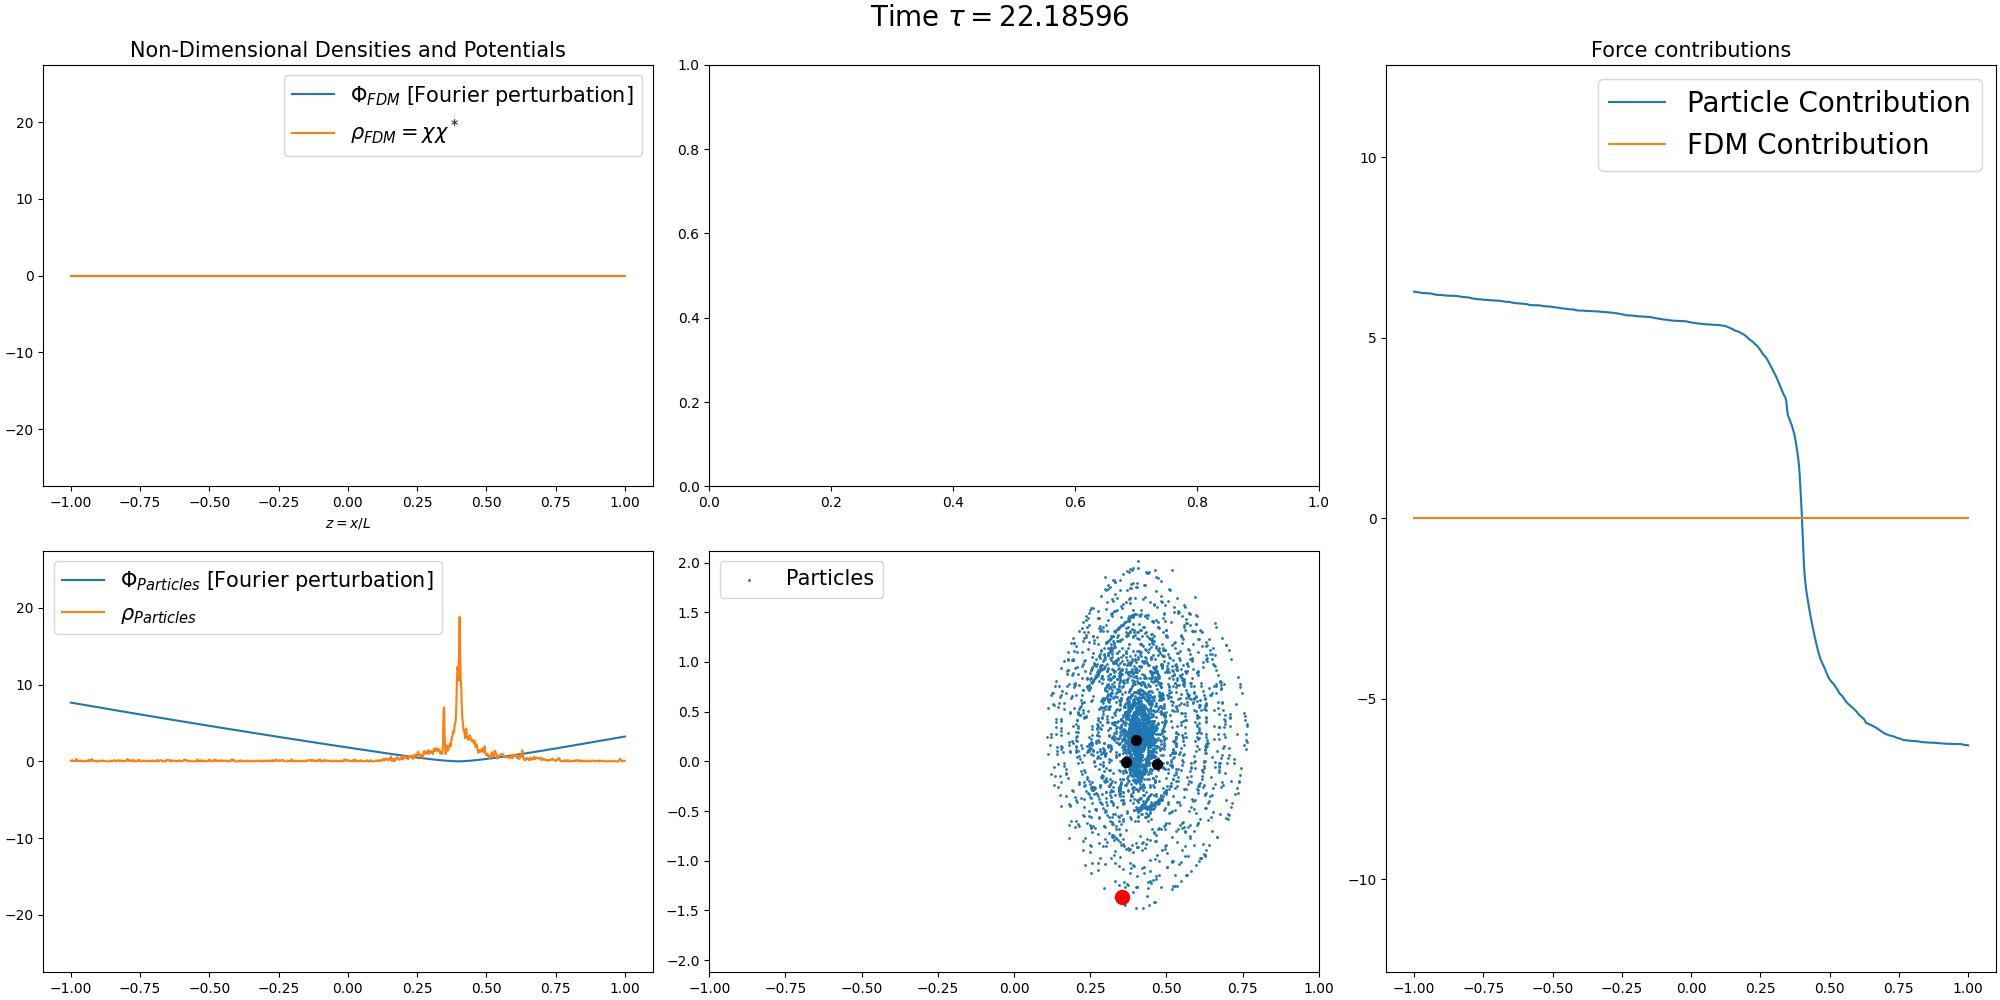 Time τ = 22.18596
Non-Dimensional Densities and Potentials
Φ_FDM [Fourier perturbation]
ρ_FDM = χχ*
20
10
0
−10
−20
−1.00 −0.75 −0.50 −0.25 0.00 0.25 0.50 0.75 1.00
z = x/L
1.0
0.8
0.6
0.4
0.2
0.0
0.0 0.2 0.4 0.6 0.8 1.0
Force contributions
Particle Contribution
FDM Contribution
10
5
0
−5
−10
−1.00 −0.75 −0.50 −0.25 0.00 0.25 0.50 0.75 1.00
Φ_Particles [Fourier perturbation]
ρ_Particles
20
10
0
−10
−20
−1.00 −0.75 −0.50 −0.25 0.00 0.25 0.50 0.75 1.00
Particles
2.0
1.5
1.0
0.5
0.0
−0.5
−1.0
−1.5
−2.0
−1.00 −0.75 −0.50 −0.25 0.00 0.25 0.50 0.75 1.00